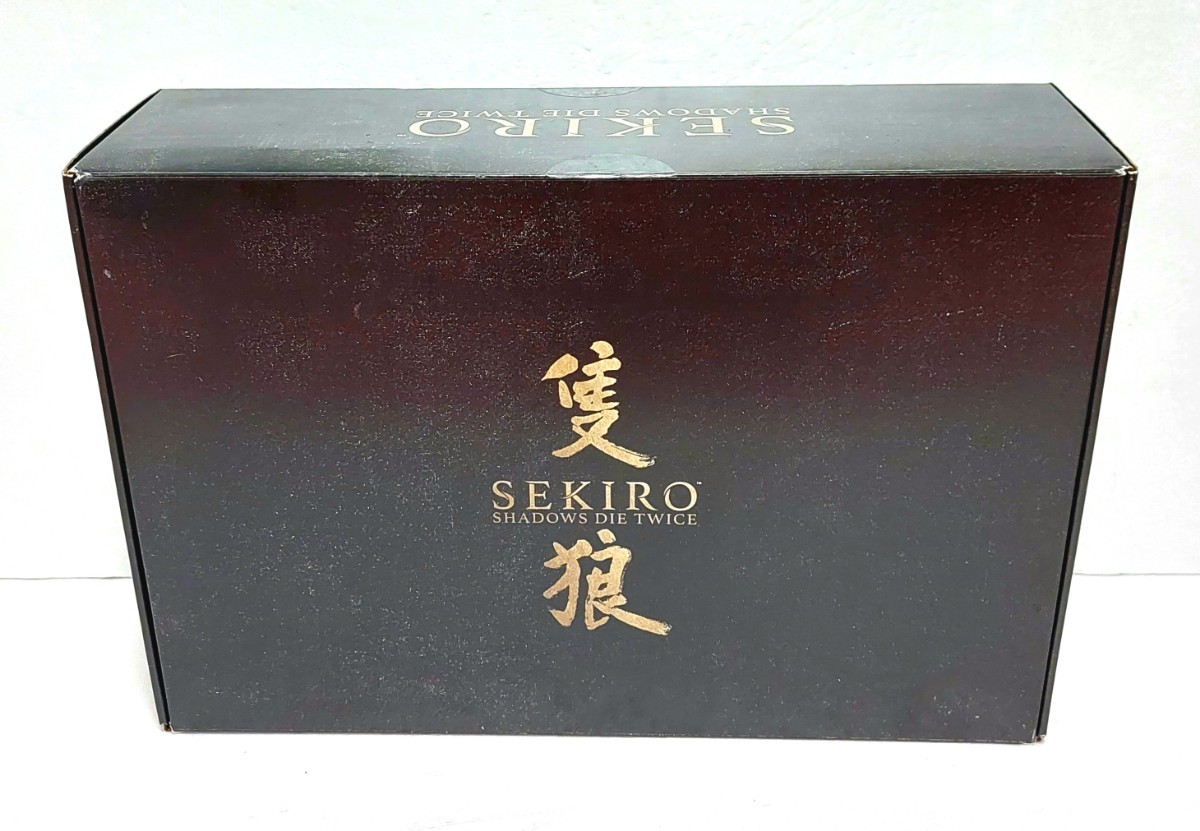 SEKIRO™
SHADOWS DIE TWICE
隻
SEKIRO™
SHADOWS DIE TWICE
狼